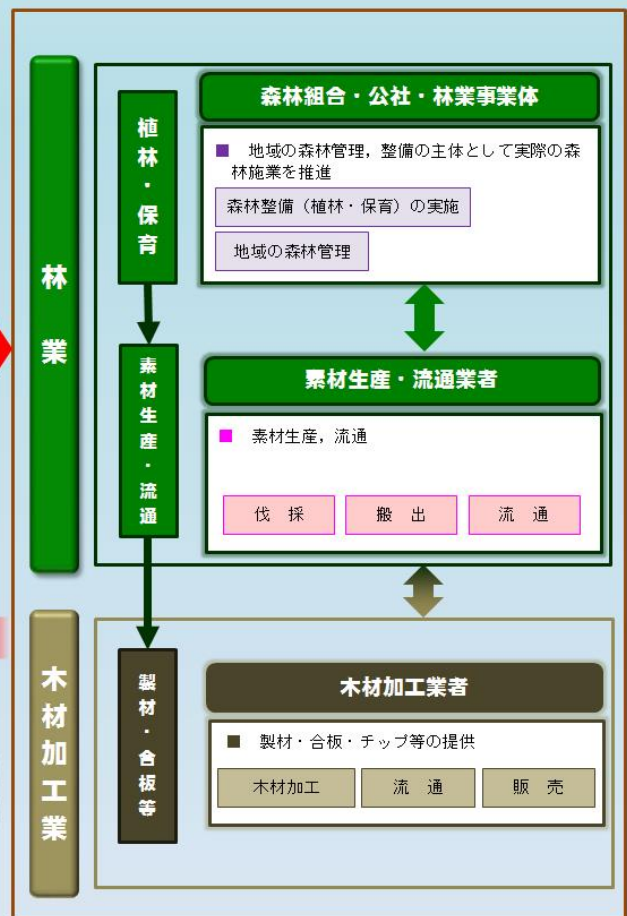 林業
植林・保育
森林組合・公社・林業事業体
■ 地域の森林管理，整備の主体として実際の森
林施業を推進
森林整備（植林・保育）の実施
地域の森林管理
素材生産・流通
素材生産・流通業者
■ 素材生産，流通
伐 採
搬 出
流 通
木材加工業
製材・合板等
木材加工業者
■ 製材・合板・チップ等の提供
木材加工
流 通
販 売